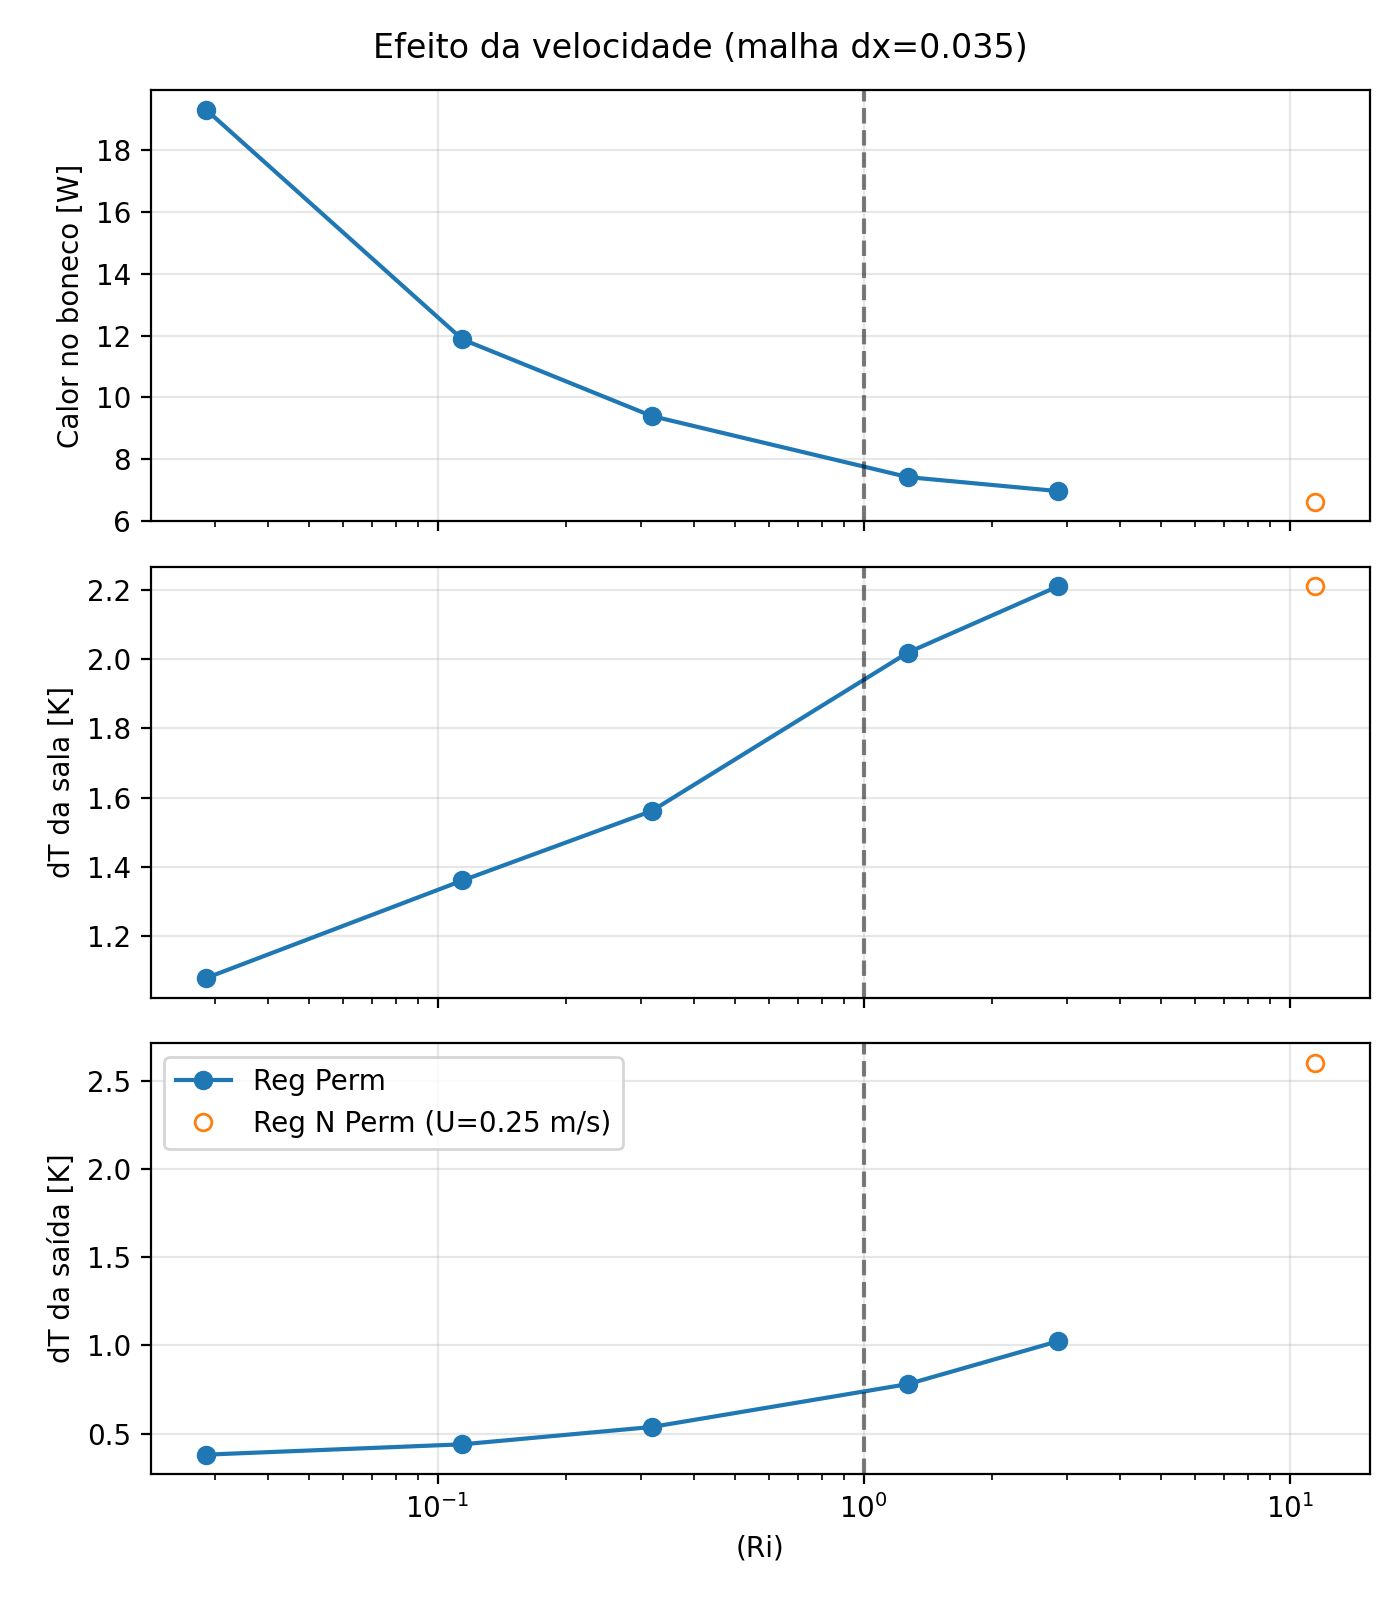 Efeito da velocidade (malha dx=0.035)
Calor no boneco [W]
18
16
14
12
10
8
6
dT da sala [K]
2.2
2.0
1.8
1.6
1.4
1.2
dT da saída [K]
2.5
2.0
1.5
1.0
0.5
Reg Perm
Reg N Perm (U=0.25 m/s)
10⁻¹ 10⁰ 10¹
(Ri)